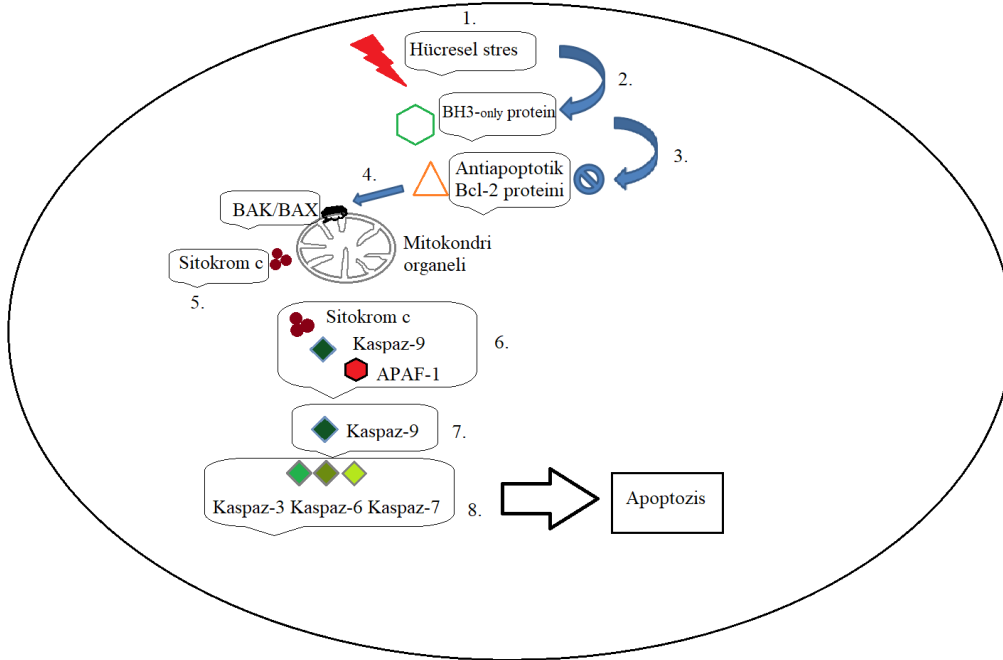 1.
Hücresel stres
2.
BH3-only protein
3.
Antiapoptotik
Bcl-2 proteini
4.
BAK/BAX
Mitokondri
organeli
Sitokrom c
5.
Sitokrom c
Kaspaz-9
6.
APAF-1
Kaspaz-9
7.
Kaspaz-3 Kaspaz-6 Kaspaz-7
8.
Apoptozis